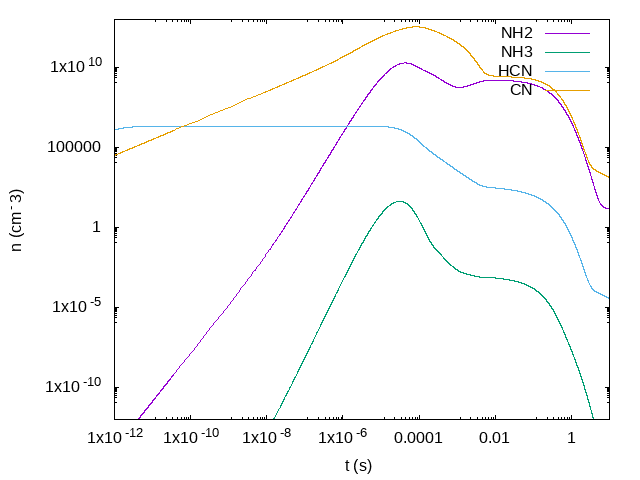 NH2
NH3
HCN
CN
1x10^10
100000
1
1x10^-5
1x10^-10
n (cm^-3)
1x10^-12 1x10^-10 1x10^-8 1x10^-6 0.0001 0.01 1
t (s)